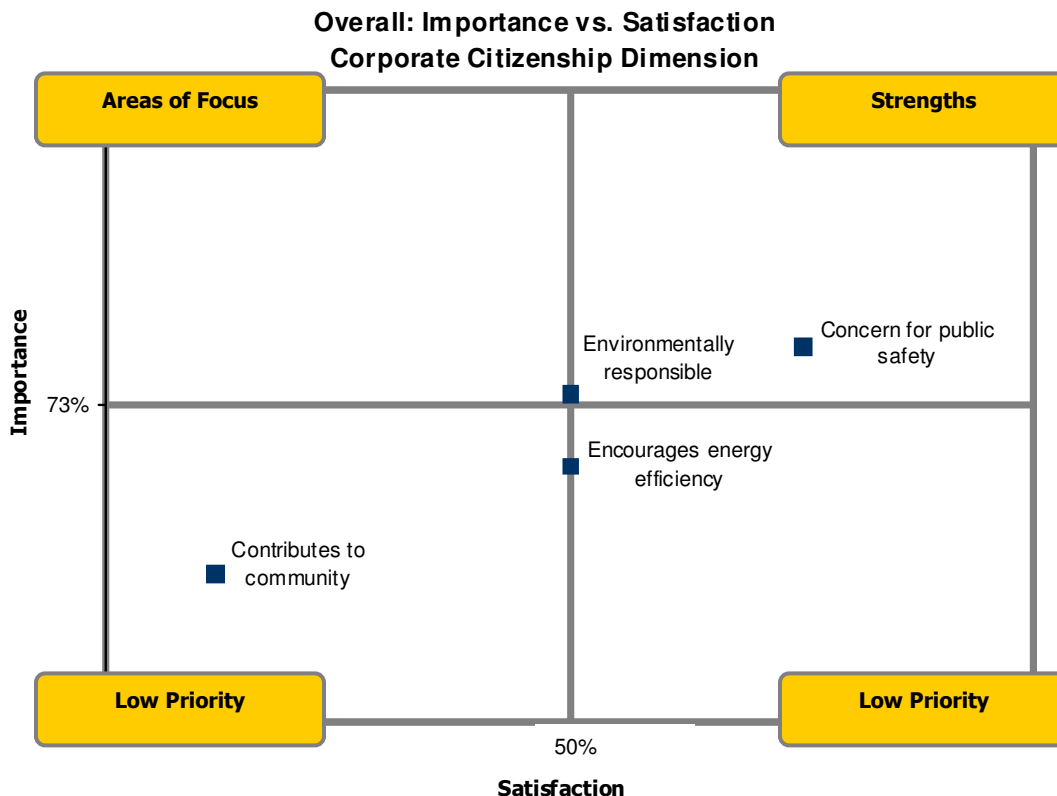 Overall: Importance vs. Satisfaction
Corporate Citizenship Dimension
Areas of Focus
Strengths
Importance
Concern for public
safety
Environmentally
responsible
73%
Encourages energy
efficiency
Contributes to
community
Low Priority
Low Priority
50%
Satisfaction